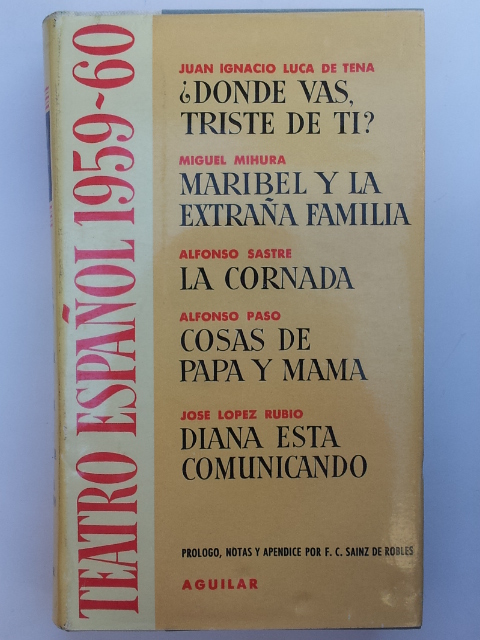 TEATRO ESPAÑOL 1959-60
JUAN IGNACIO LUCA DE TENA
¿DONDE VAS,
TRISTE DE TI?
MIGUEL MIHURA
MARIBEL Y LA
EXTRAÑA FAMILIA
ALFONSO SASTRE
LA CORNADA
ALFONSO PASO
COSAS DE
PAPA Y MAMA
JOSE LOPEZ RUBIO
DIANA ESTA
COMUNICANDO
PROLOGO, NOTAS Y APENDICE POR F. C. SAINZ DE ROBLES
AGUILAR